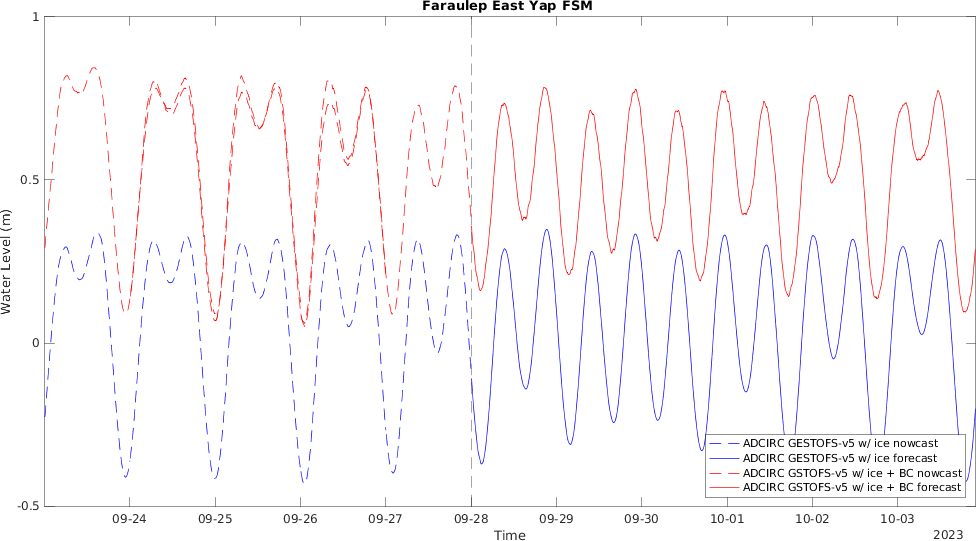 Faraulep East Yap FSM
1
0.5
0
-0.5
Water Level (m)
ADCIRC GESTOFS-v5 w/ ice nowcast
ADCIRC GESTOFS-v5 w/ ice forecast
ADCIRC GSTOFS-v5 w/ ice + BC nowcast
ADCIRC GSTOFS-v5 w/ ice + BC forecast
09-24 09-25 09-26 09-27 09-28 09-29 09-30 10-01 10-02 10-03
Time
2023